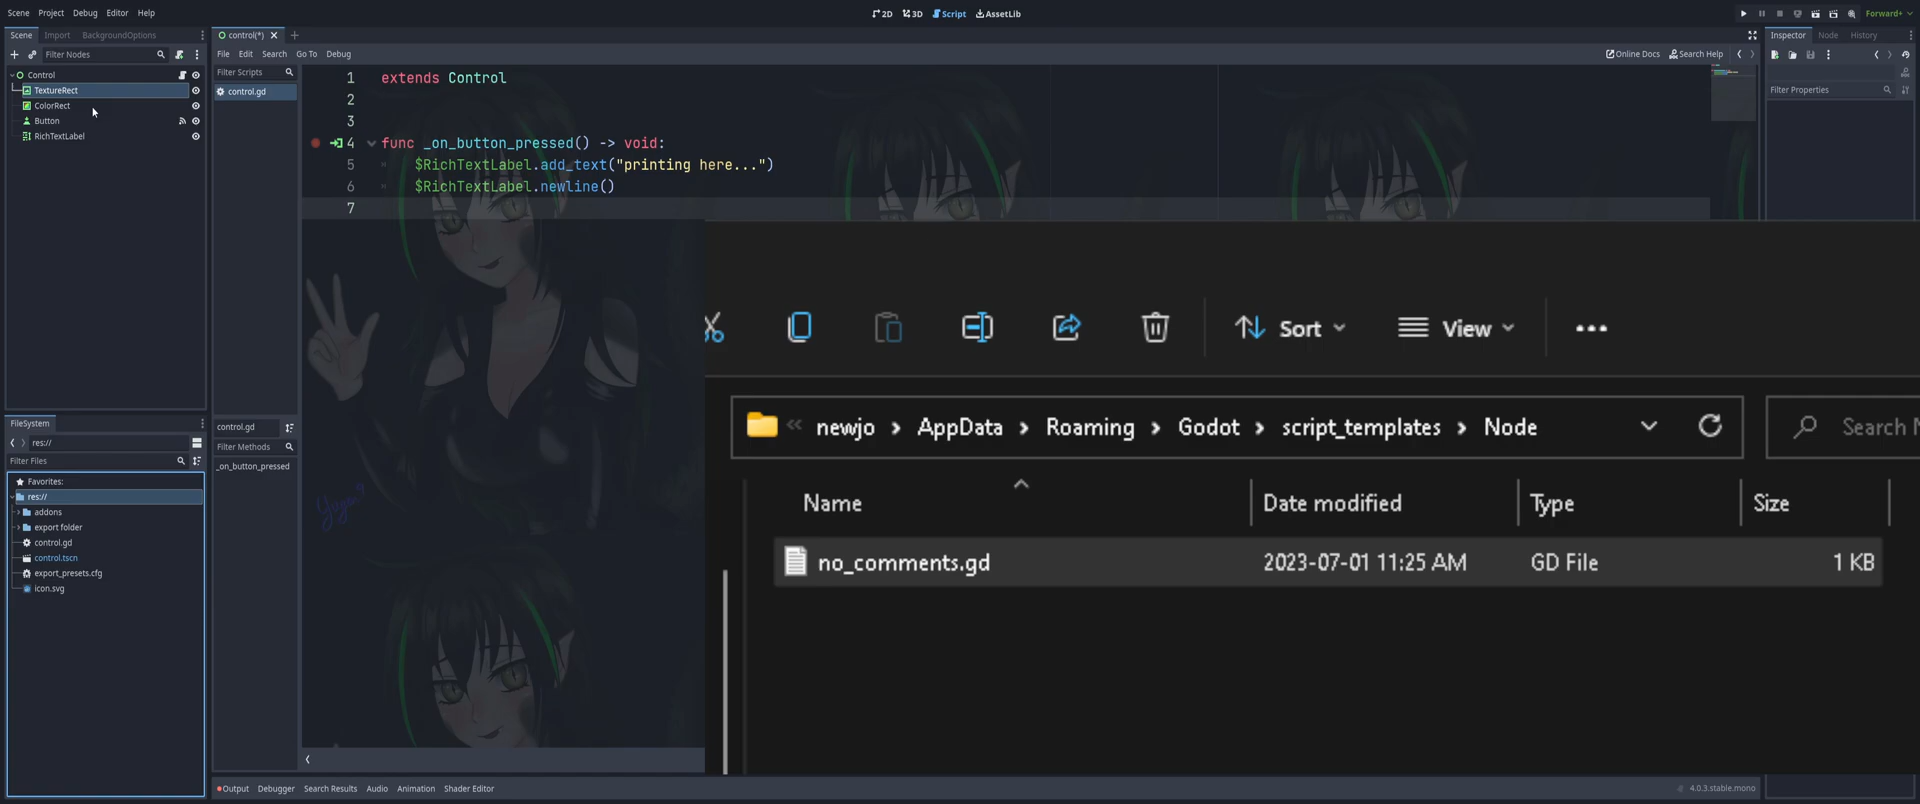 Scene Project Debug Editor Help
2D 3D Script AssetLib
Forward+
Scene Import BackgroundOptions
Filter Nodes
Control
TextureRect
ColorRect
Button
RichTextLabel
FileSystem
res://
Filter Files
Favorites:
res://
addons
export folder
control.gd
control.tscn
export_presets.cfg
icon.svg
control(*)
File Edit Search Go To Debug
Online Docs Search Help
Filter Scripts
control.gd
control.gd
Filter Methods
_on_button_pressed
1 extends Control
2
3
4 func _on_button_pressed() -> void:
5 $RichTextLabel.add_text("printing here...")
6 $RichTextLabel.newline()
7
Sort View
newjo > AppData > Roaming > Godot > script_templates > Node
Search N
Name Date modified Type Size
no_comments.gd 2023-07-01 11:25 AM GD File 1 KB
Inspector Node History
Filter Properties
Output Debugger Search Results Audio Animation Shader Editor
4.0.3.stable.mono